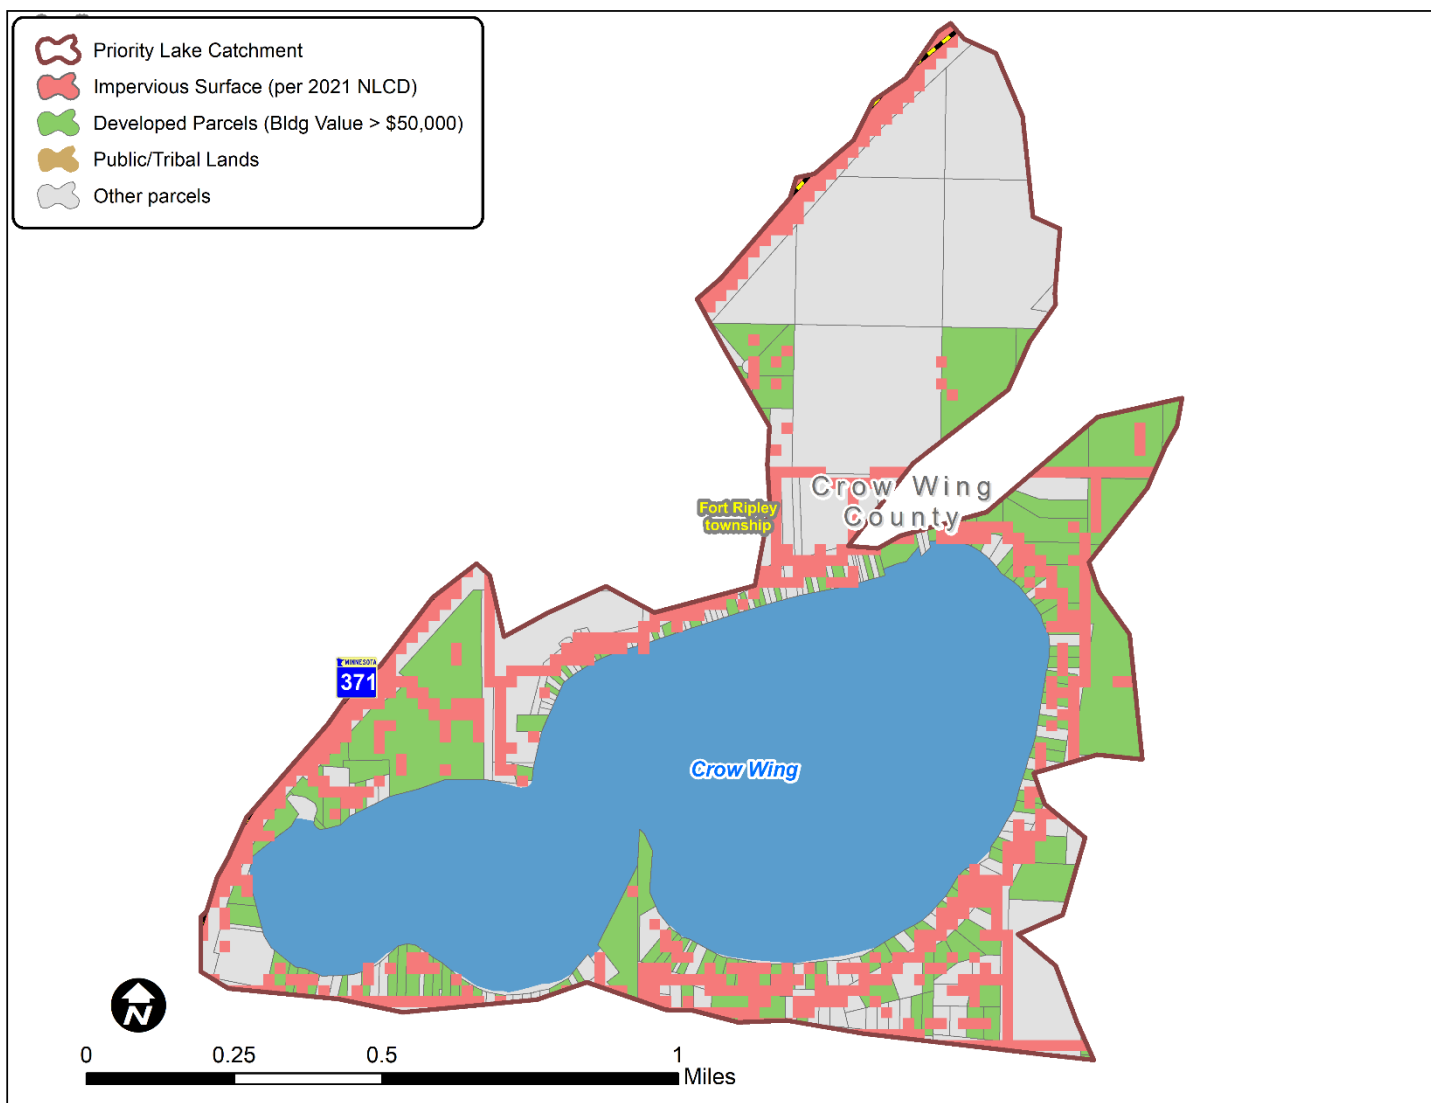 Priority Lake Catchment
Impervious Surface (per 2021 NLCD)
Developed Parcels (Bldg Value > $50,000)
Public/Tribal Lands
Other parcels
Crow Wing
County
Fort Ripley
township
MINNESOTA
371
Crow Wing
N
0 0.25 0.5 1
Miles